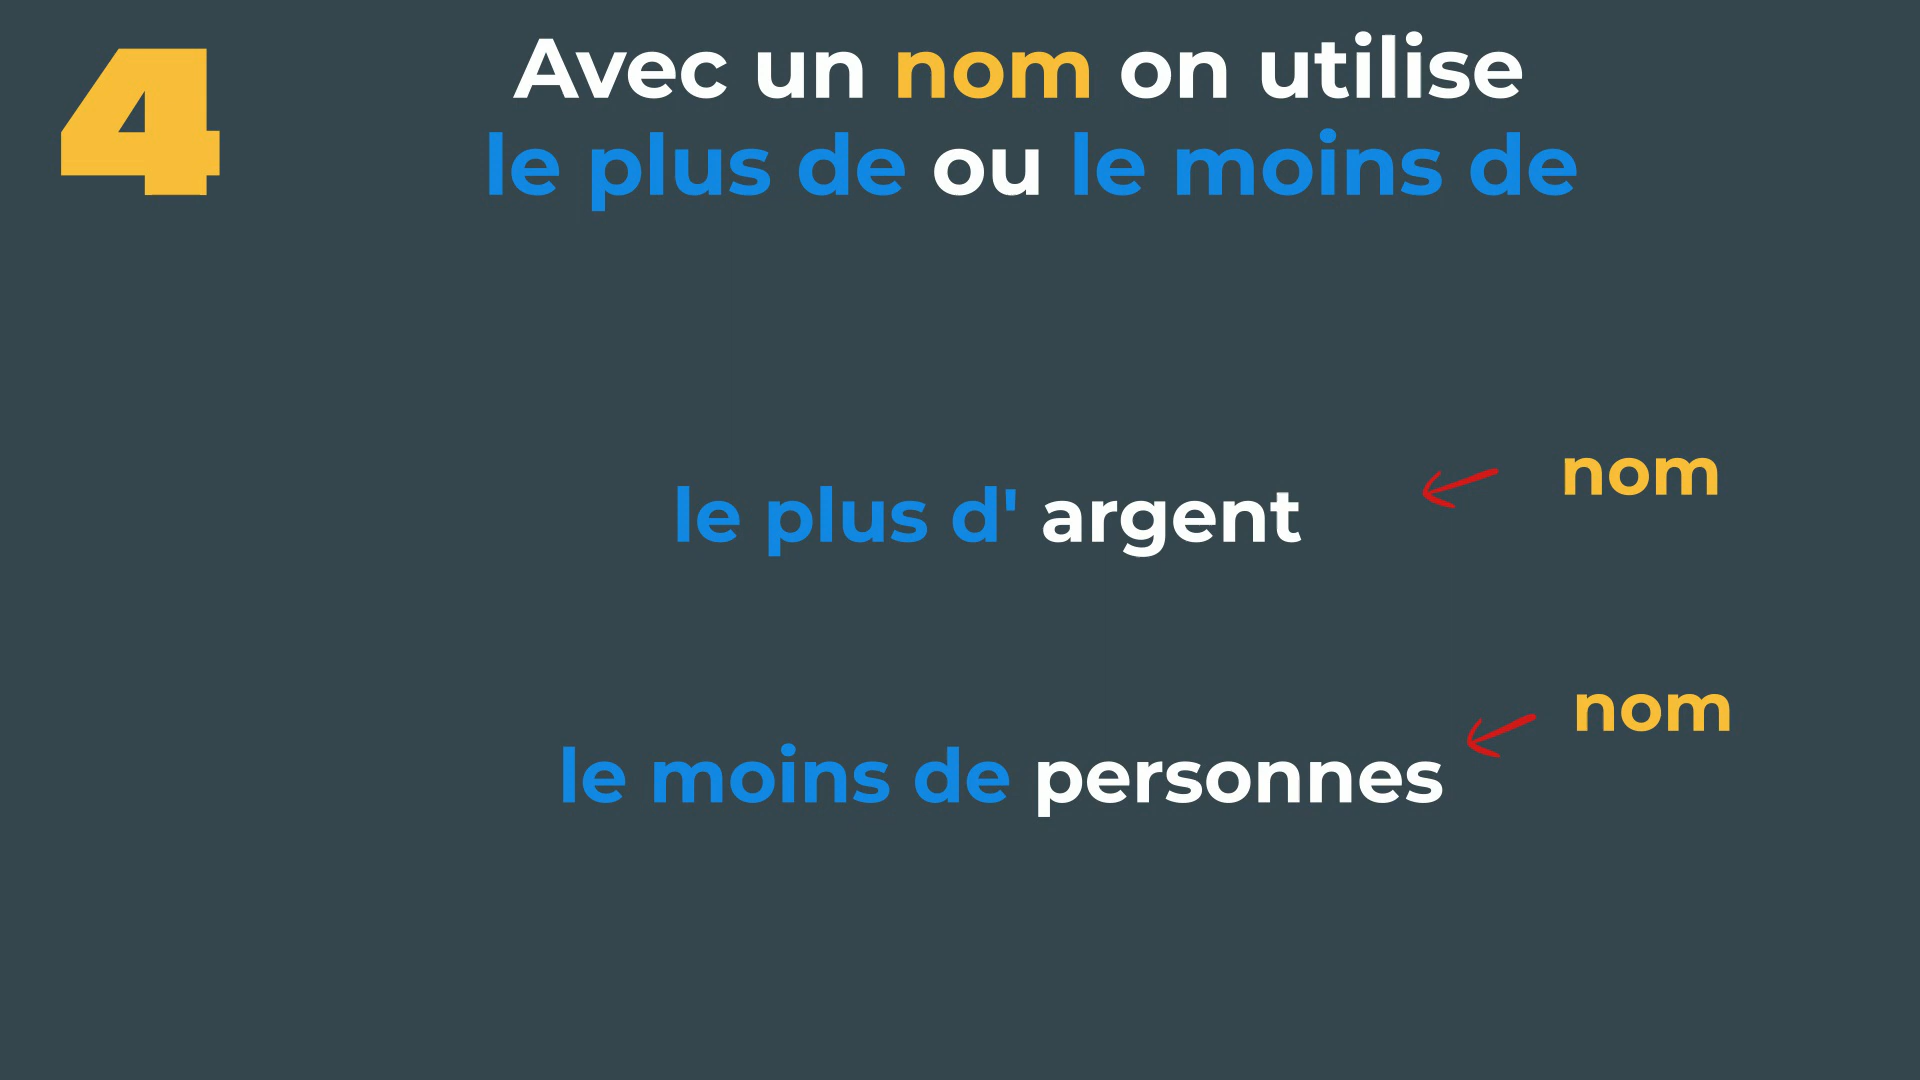 4
Avec un nom on utilise
le plus de ou le moins de
nom
le plus d' argent
nom
le moins de personnes